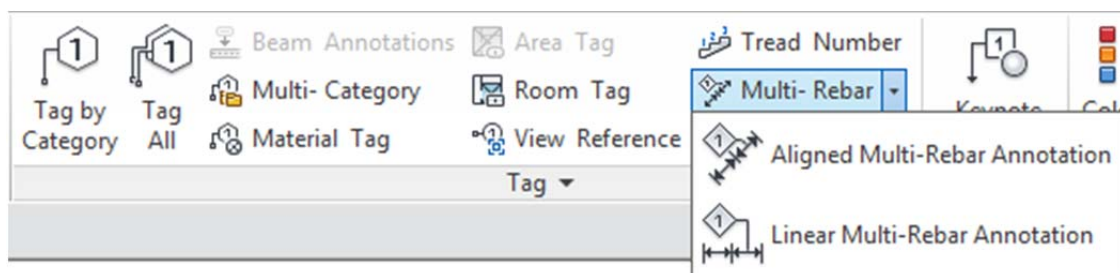 Tag by
Category
Tag
All
Beam Annotations
Multi- Category
Material Tag
Area Tag
Room Tag
View Reference
Tread Number
Multi- Rebar
Tag
Aligned Multi-Rebar Annotation
Linear Multi-Rebar Annotation